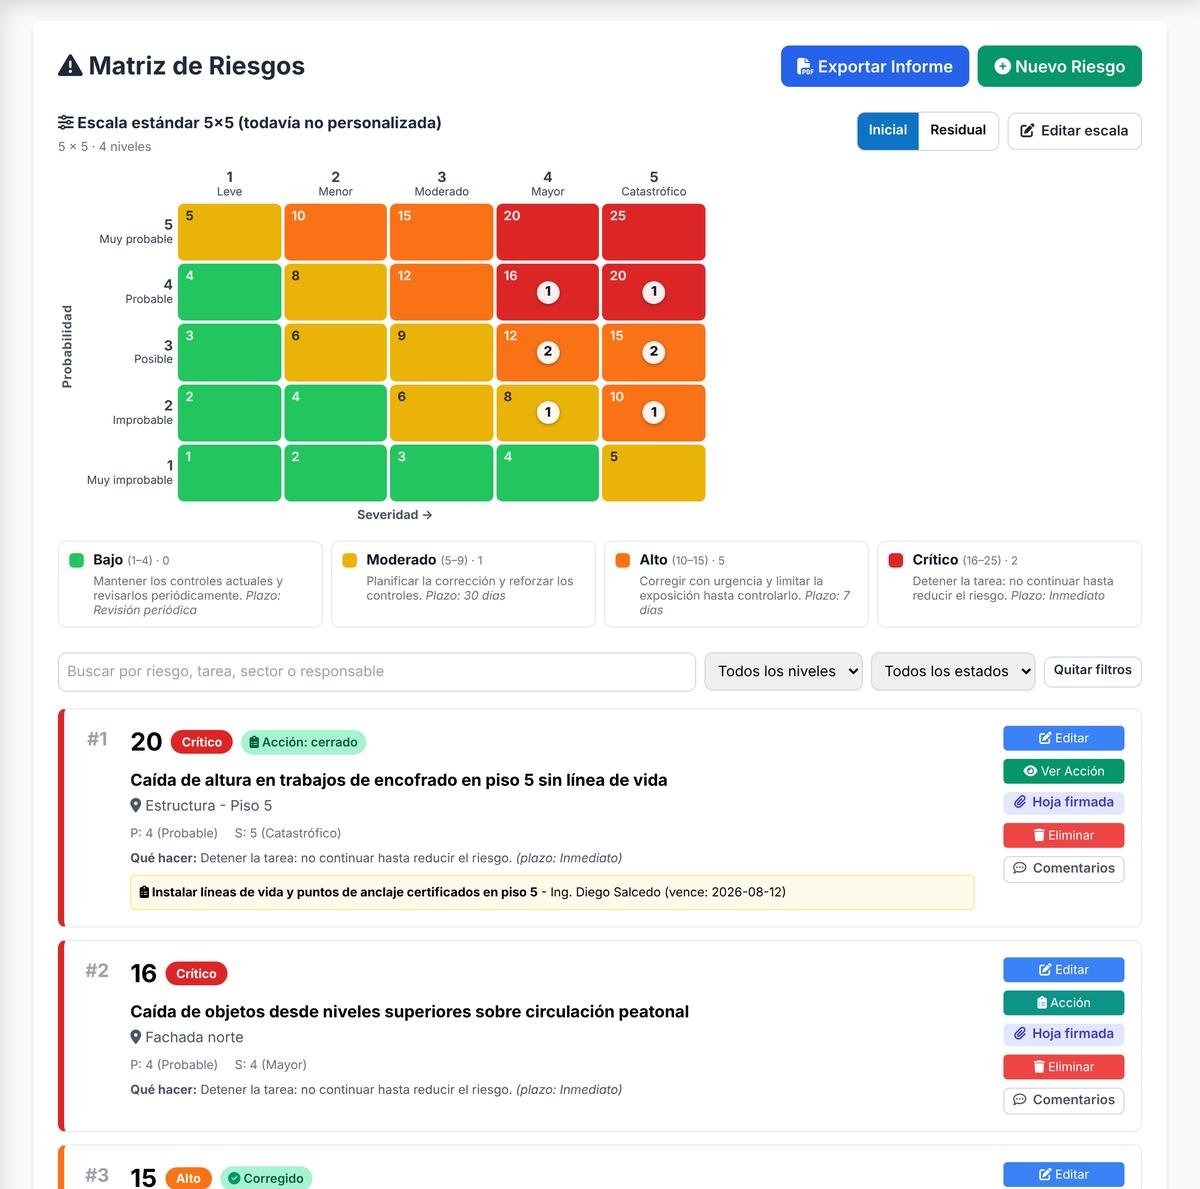 Matriz de Riesgos
Exportar Informe
Nuevo Riesgo
Escala estándar 5×5 (todavía no personalizada)
5 × 5 · 4 niveles
Inicial
Residual
Editar escala
1 2 3 4 5
Leve Menor Moderado Mayor Catastrófico
Probabilidad
5
Muy probable
5 10 15 20 25
4
Probable
4 8 12 16 20
1 1
3
Posible
3 6 9 12 15
2 2
2
Improbable
2 4 6 8 10
1 1
1
Muy improbable
1 2 3 4 5
Severidad →
Bajo (1–4) · 0
Mantener los controles actuales y
revisarlos periódicamente. Plazo:
Revisión periódica
Moderado (5–9) · 1
Planificar la corrección y reforzar los
controles. Plazo: 30 días
Alto (10–15) · 5
Corregir con urgencia y limitar la
exposición hasta controlarlo. Plazo: 7
días
Crítico (16–25) · 2
Detener la tarea: no continuar hasta
reducir el riesgo. Plazo: Inmediato
Buscar por riesgo, tarea, sector o responsable
Todos los niveles
Todos los estados
Quitar filtros
#1
20 Crítico Acción: cerrado
Caída de altura en trabajos de encofrado en piso 5 sin línea de vida
Estructura - Piso 5
P: 4 (Probable) S: 5 (Catastrófico)
Qué hacer: Detener la tarea: no continuar hasta reducir el riesgo. (plazo: Inmediato)
Instalar líneas de vida y puntos de anclaje certificados en piso 5 - Ing. Diego Salcedo (vence: 2026-08-12)
Editar
Ver Acción
Hoja firmada
Eliminar
Comentarios
#2
16 Crítico
Caída de objetos desde niveles superiores sobre circulación peatonal
Fachada norte
P: 4 (Probable) S: 4 (Mayor)
Qué hacer: Detener la tarea: no continuar hasta reducir el riesgo. (plazo: Inmediato)
Editar
Acción
Hoja firmada
Eliminar
Comentarios
#3
15 Alto Corregido
Editar